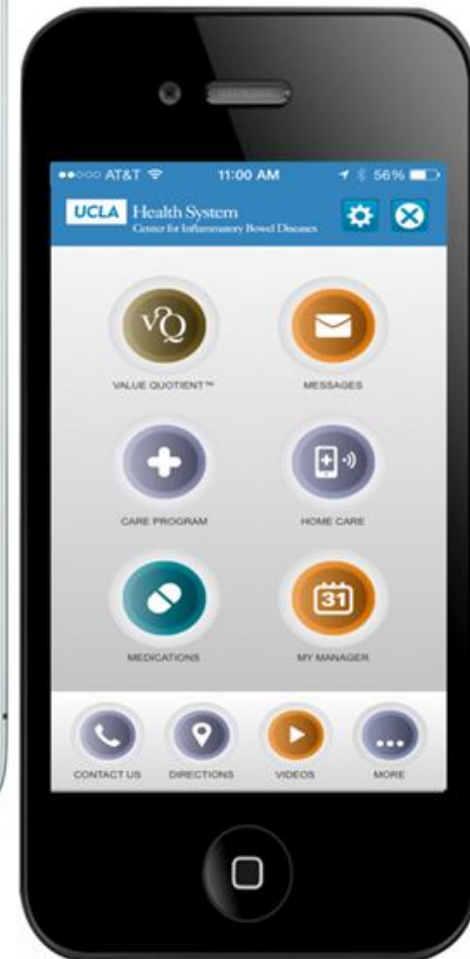 AT&T 11:00 AM 56%
UCLA Health System
Center for Inflammatory Bowel Diseases
VQ
VALUE QUOTIENT™ MESSAGES
CARE PROGRAM HOME CARE
31
MEDICATIONS MY MANAGER
CONTACT US DIRECTIONS VIDEOS MORE